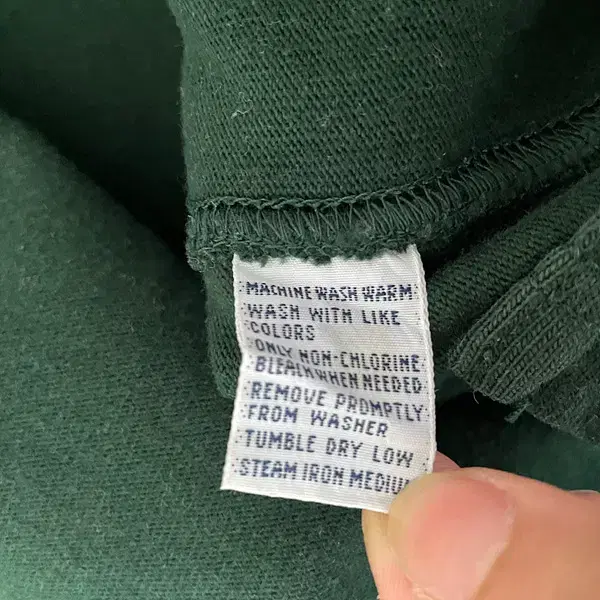 MACHINE WASH WARM
WASH WITH LIKE
COLORS
ONLY NON-CHLORINE
BLEACH WHEN NEEDED
REMOVE PROMPTLY
FROM WASHER
TUMBLE DRY LOW
STEAM IRON MEDIU